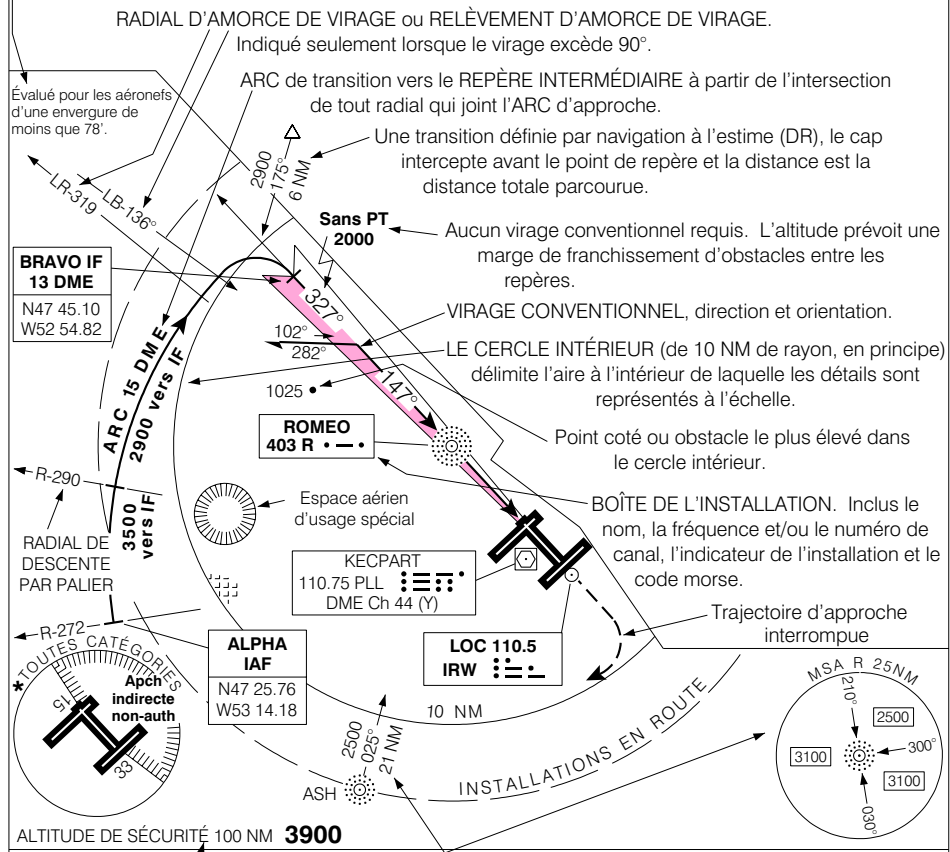 RADIAL D'AMORCE DE VIRAGE ou RELÈVEMENT D'AMORCE DE VIRAGE.
Indiqué seulement lorsque le virage excède 90°.
Évalué pour les aéronefs
d'une envergure de
moins que 78'.
ARC de transition vers le REPÈRE INTERMÉDIAIRE à partir de l'intersection
de tout radial qui joint l'ARC d'approche.
Une transition définie par navigation à l'estime (DR), le cap
intercepte avant le point de repère et la distance est la
distance totale parcourue.
2900
175°
6 NM
LR-319
LB-136°
Sans PT
2000
Aucun virage conventionnel requis. L'altitude prévoit une
marge de franchissement d'obstacles entre les
repères.
BRAVO IF
13 DME
N47 45.10
W52 54.82
327°
VIRAGE CONVENTIONNEL, direction et orientation.
102°
282°
147°
LE CERCLE INTÉRIEUR (de 10 NM de rayon, en principe)
délimite l'aire à l'intérieur de laquelle les détails sont
représentés à l'échelle.
ARC 15 DME
2900 vers IF
1025
ROMEO
403 R
Point coté ou obstacle le plus élevé dans
le cercle intérieur.
R-290
3500
vers IF
Espace aérien
d'usage spécial
BOÎTE DE L'INSTALLATION. Inclus le
nom, la fréquence et/ou le numéro de
canal, l'indicateur de l'installation et le
code morse.
RADIAL DE
DESCENTE
PAR PALIER
KECPART
110.75 PLL
DME Ch 44 (Y)
Trajectoire d'approche
interrompue
R-272
ALPHA
IAF
N47 25.76
W53 14.18
LOC 110.5
IRW
*TOUTES CATÉGORIES
Apch
indirecte
non-auth
15
33
10 NM
2500
025°
21 NM
ASH
INSTALLATIONS EN ROUTE
MSA R 25NM
210°
2500
300°
3100
3100
030°
ALTITUDE DE SÉCURITÉ 100 NM 3900